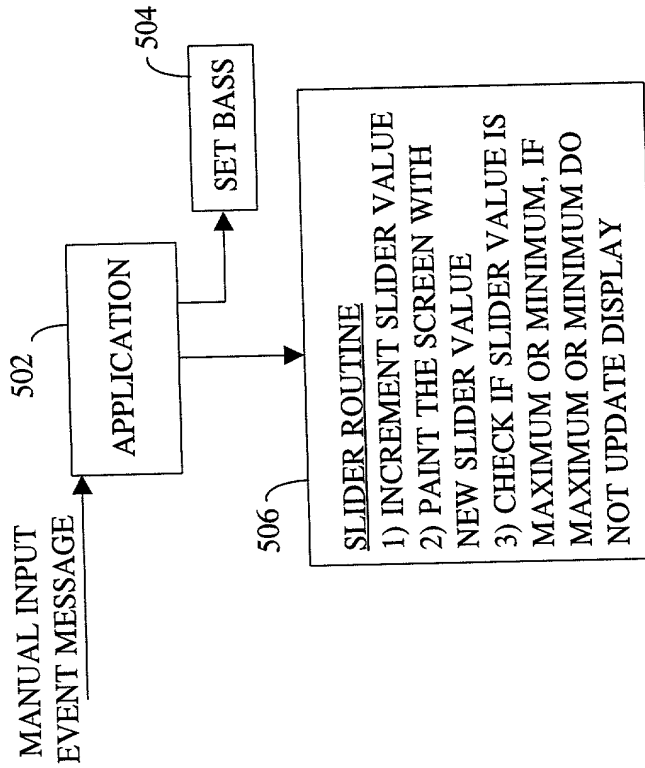 MANUAL INPUT
EVENT MESSAGE
502
APPLICATION
504
SET BASS
506
SLIDER ROUTINE
1) INCREMENT SLIDER VALUE
2) PAINT THE SCREEN WITH
NEW SLIDER VALUE
3) CHECK IF SLIDER VALUE IS
MAXIMUM OR MINIMUM, IF
MAXIMUM OR MINIMUM DO
NOT UPDATE DISPLAY